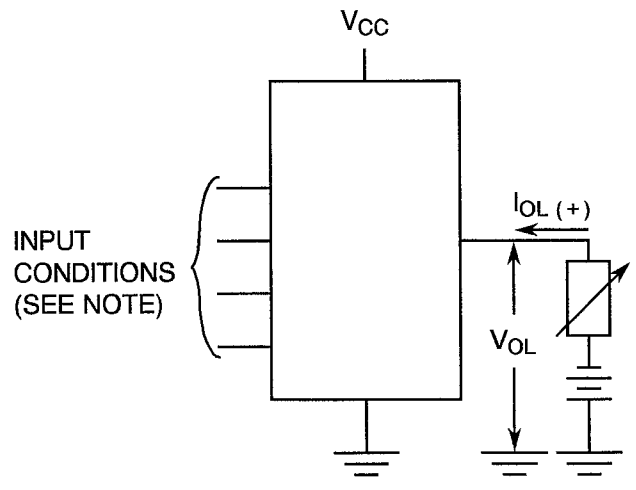 VCC
IOL (+)
INPUT
CONDITIONS
(SEE NOTE)
VOL